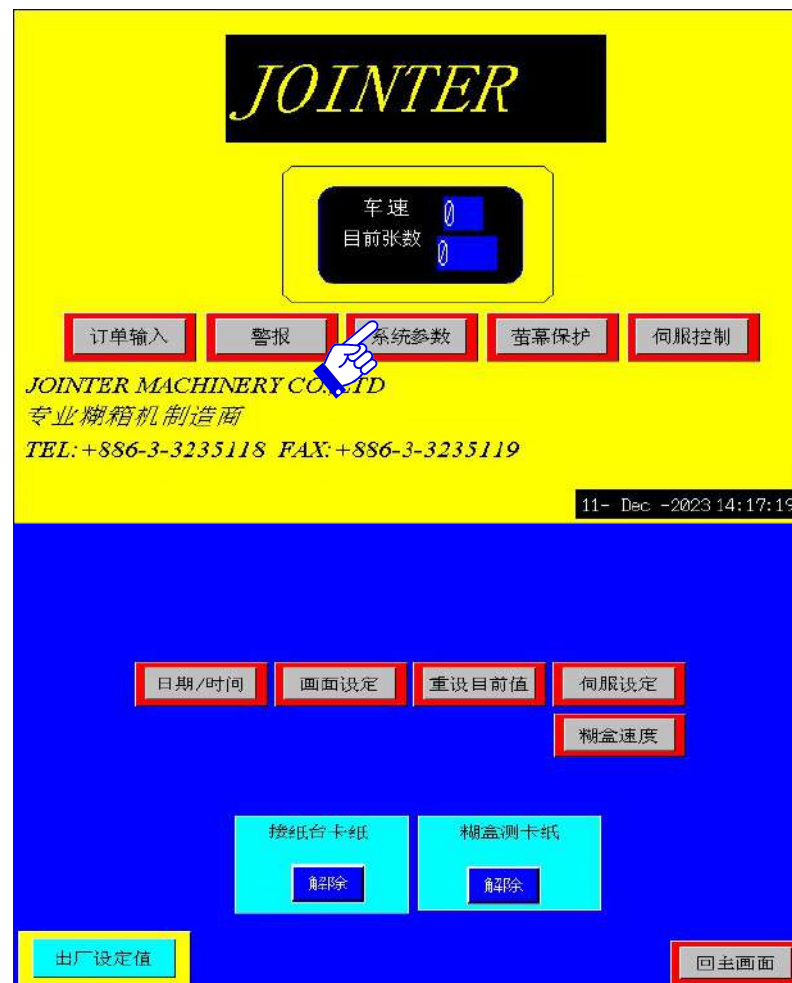 JOINTER
车速 0
目前张数 0
订单输入 警报 系统参数 萤幕保护 伺服控制
JOINTER MACHINERY CO.,LTD
专业糊箱机制造商
TEL:+886-3-3235118 FAX:+886-3-3235119
11- Dec -2023 14:17:19
日期/时间 画面设定 重设目前值 伺服设定
糊盒速度
接纸台卡纸 糊盒测卡纸
解除 解除
出厂设定值 回主画面